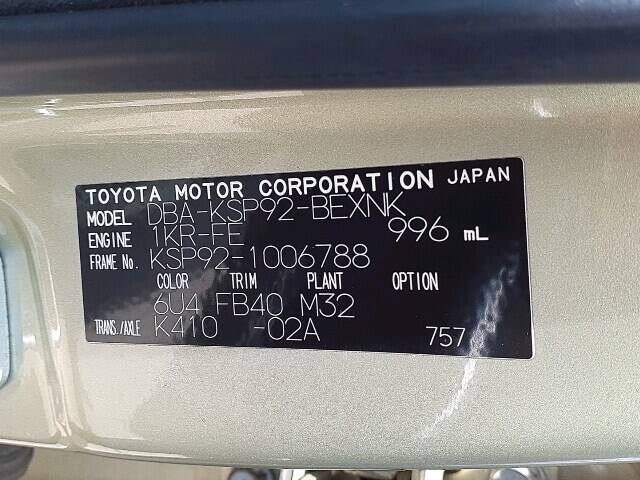 TOYOTA MOTOR CORPORATION JAPAN
MODEL DBA-KSP92-BEXNK
ENGINE 1KR-FE 996 mL
FRAME No. KSP92-1006788
COLOR TRIM PLANT OPTION
6U4 FB40 M32
TRANS./AXLE K410 -02A 757